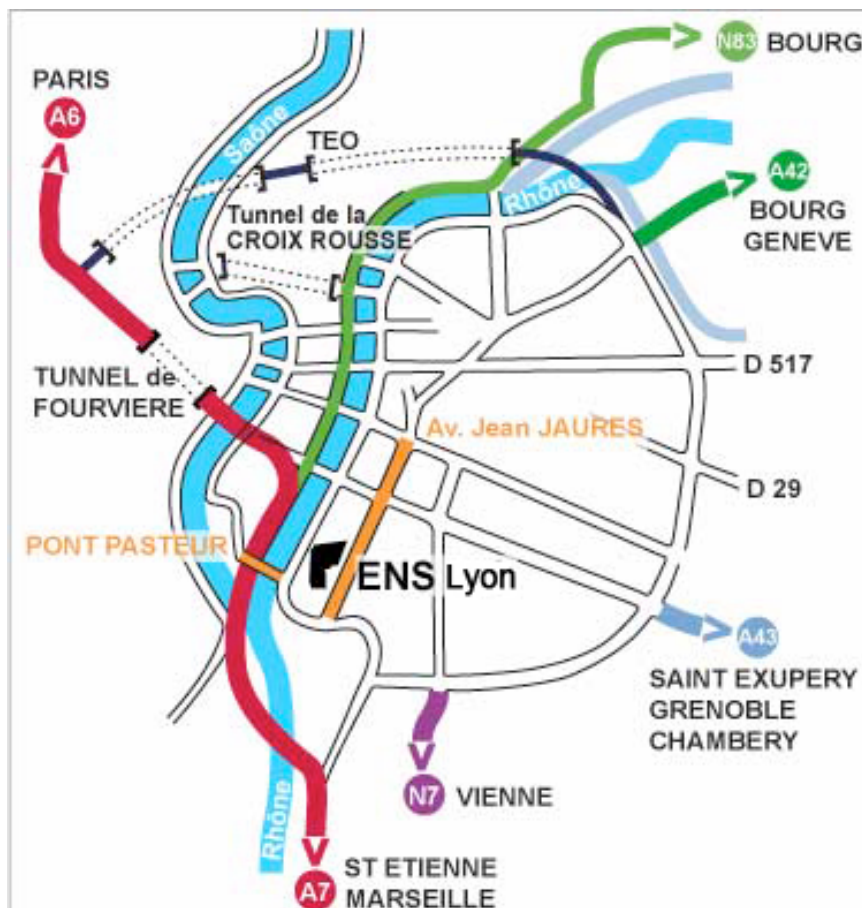 N83 BOURG
PARIS
A6
Saône
TEO
Rhône
A42
BOURG
GENEVE
Tunnel de la
CROIX ROUSSE
TUNNEL de
FOURVIERE
D 517
Av. Jean JAURES
D 29
PONT PASTEUR
ENS Lyon
A43
SAINT EXUPERY
GRENOBLE
CHAMBERY
N7 VIENNE
Rhône
A7
ST ETIENNE
MARSEILLE